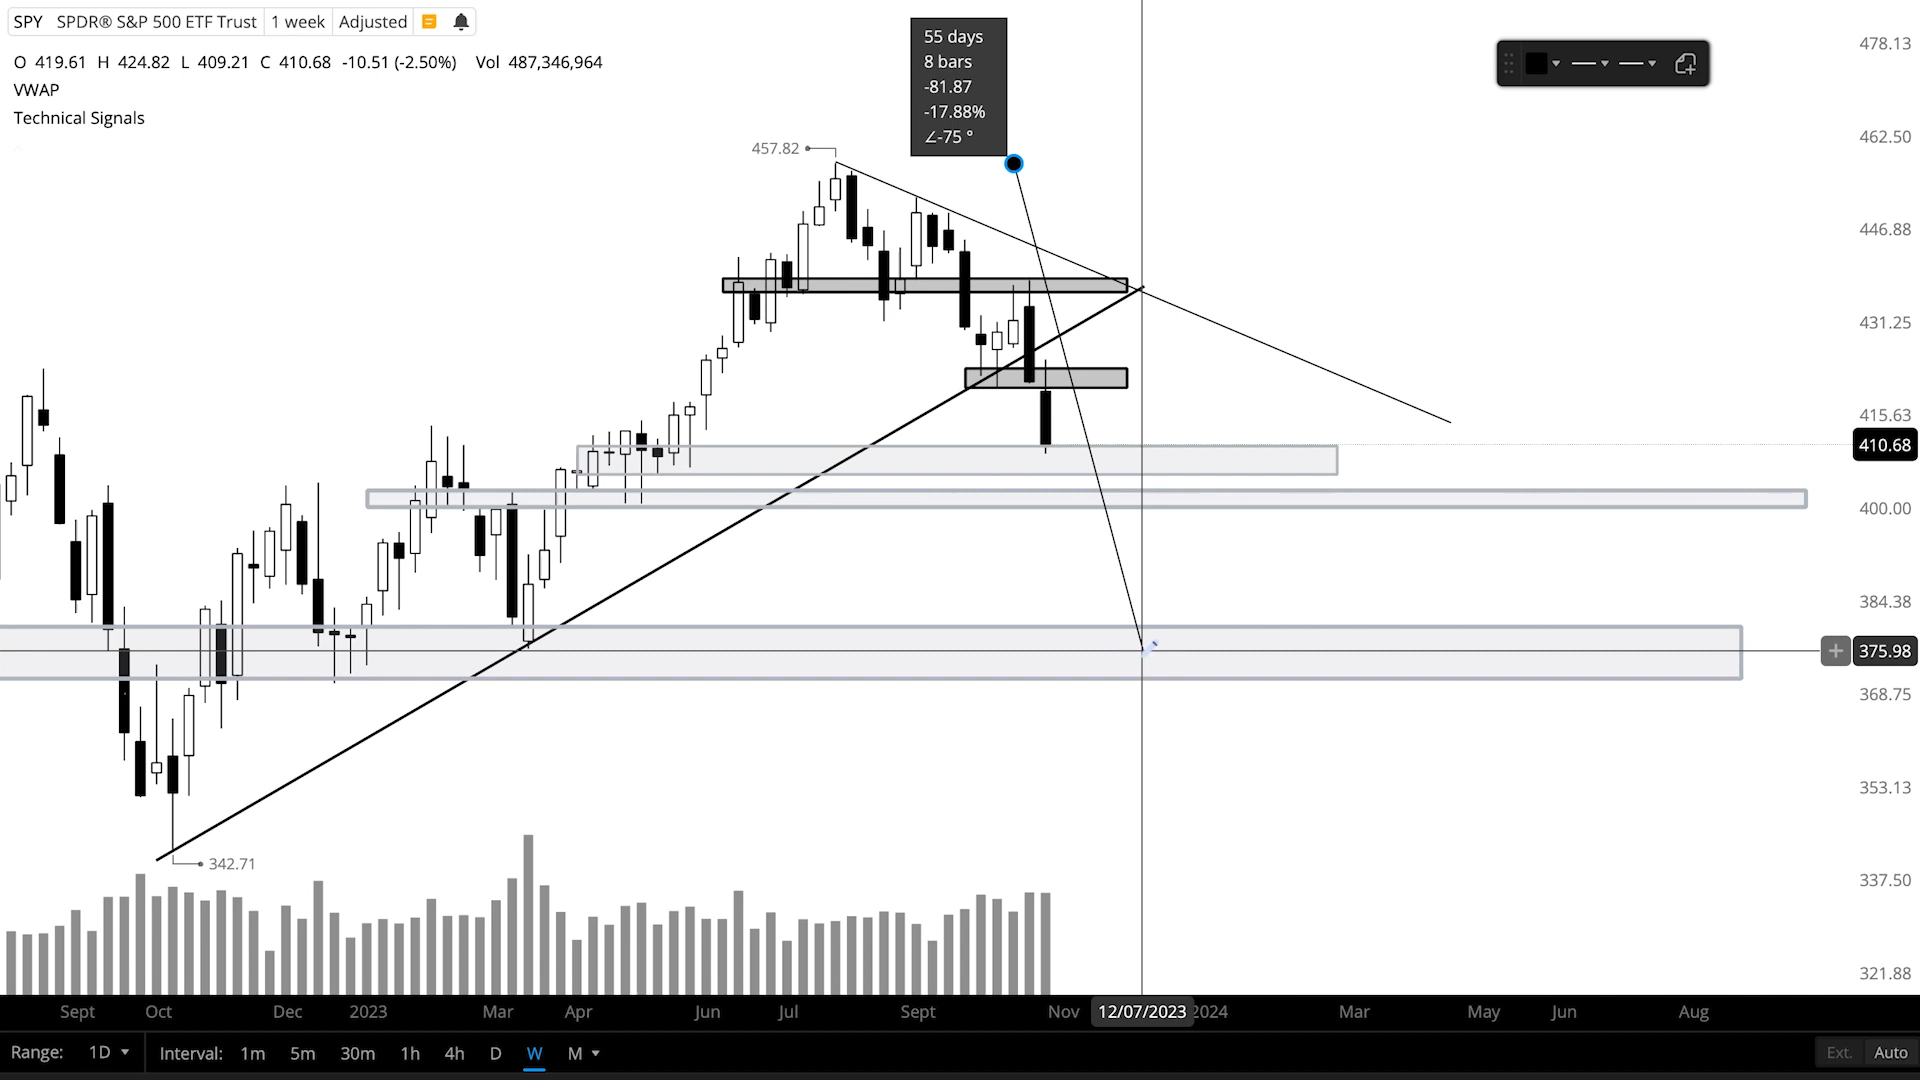 SPY SPDR® S&P 500 ETF Trust 1 week Adjusted
O 419.61 H 424.82 L 409.21 C 410.68 -10.51 (-2.50%) Vol 487,346,964
VWAP
Technical Signals
55 days
8 bars
-81.87
-17.88%
∠-75 °
457.82
342.71
478.13
462.50
446.88
431.25
415.63
410.68
400.00
384.38
+ 375.98
368.75
353.13
337.50
321.88
Sept Oct Dec 2023 Mar Apr Jun Jul Sept Nov 12/07/2023 2024 Mar May Jun Aug
Range: 1D Interval: 1m 5m 30m 1h 4h D W M Ext. Auto